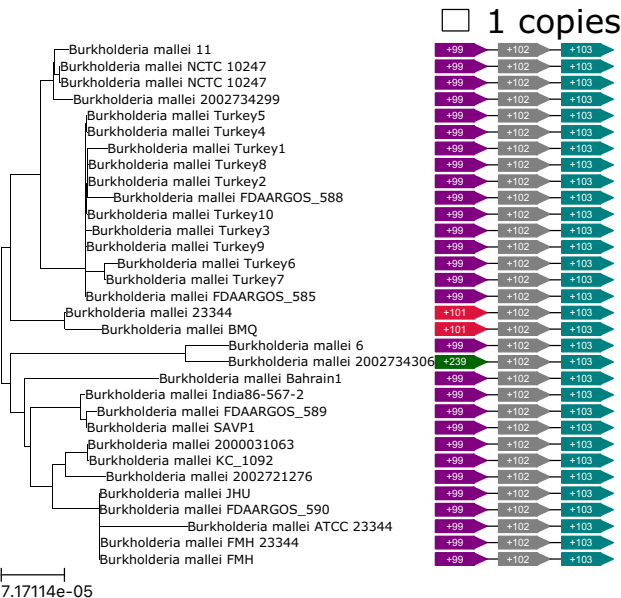 1 copies
Burkholderia mallei 11 +99 +102 +103
Burkholderia mallei NCTC 10247 +99 +102 +103
Burkholderia mallei NCTC 10247 +99 +102 +103
Burkholderia mallei 2002734299 +99 +102 +103
Burkholderia mallei Turkey5 +99 +102 +103
Burkholderia mallei Turkey4 +99 +102 +103
Burkholderia mallei Turkey1 +99 +102 +103
Burkholderia mallei Turkey8 +99 +102 +103
Burkholderia mallei Turkey2 +99 +102 +103
Burkholderia mallei FDAARGOS_588 +99 +102 +103
Burkholderia mallei Turkey10 +99 +102 +103
Burkholderia mallei Turkey3 +99 +102 +103
Burkholderia mallei Turkey9 +99 +102 +103
Burkholderia mallei Turkey6 +99 +102 +103
Burkholderia mallei Turkey7 +99 +102 +103
Burkholderia mallei FDAARGOS_585 +99 +102 +103
Burkholderia mallei 23344 +101 +102 +103
Burkholderia mallei BMQ +101 +102 +103
Burkholderia mallei 6 +99 +102 +103
Burkholderia mallei 2002734306 +239 +102 +103
Burkholderia mallei Bahrain1 +99 +102 +103
Burkholderia mallei India86-567-2 +99 +102 +103
Burkholderia mallei FDAARGOS_589 +99 +102 +103
Burkholderia mallei SAVP1 +99 +102 +103
Burkholderia mallei 2000031063 +99 +102 +103
Burkholderia mallei KC_1092 +99 +102 +103
Burkholderia mallei 2002721276 +99 +102 +103
Burkholderia mallei JHU +99 +102 +103
Burkholderia mallei FDAARGOS_590 +99 +102 +103
Burkholderia mallei ATCC 23344 +99 +102 +103
Burkholderia mallei FMH 23344 +99 +102 +103
Burkholderia mallei FMH +99 +102 +103
7.17114e-05